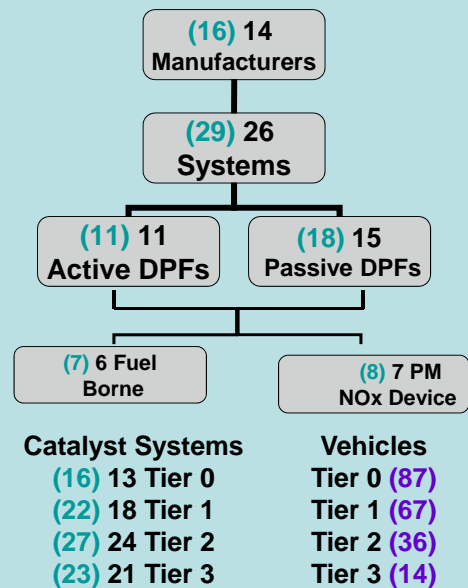 (16) 14
Manufacturers
(29) 26
Systems
(11) 11
Active DPFs
(18) 15
Passive DPFs
(7) 6 Fuel
Borne
(8) 7 PM
NOx Device
Catalyst Systems
(16) 13 Tier 0
(22) 18 Tier 1
(27) 24 Tier 2
(23) 21 Tier 3
Vehicles
Tier 0 (87)
Tier 1 (67)
Tier 2 (36)
Tier 3 (14)